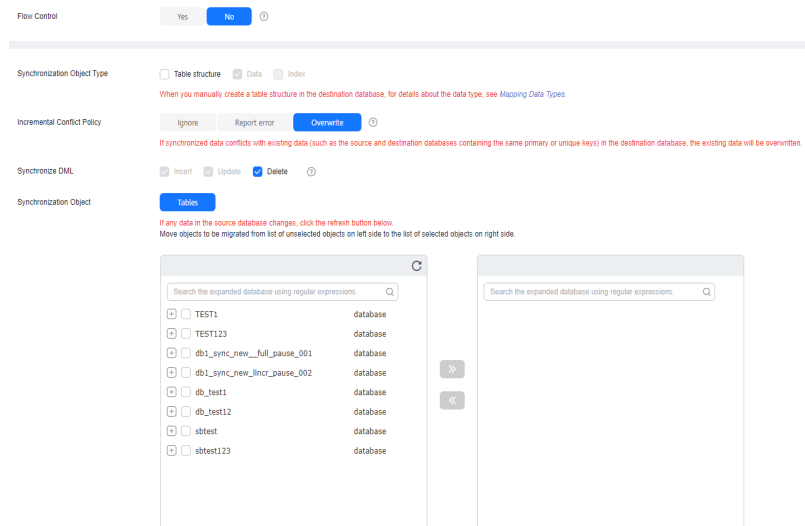 Flow Control Yes No
Synchronization Object Type Table structure Data Index
When you manually create a table structure in the destination database, for details about the data type, see Mapping Data Types.
Incremental Conflict Policy Ignore Report error Overwrite
If synchronized data conflicts with existing data (such as the source and destination databases containing the same primary or unique keys) in the destination database, the existing data will be overwritten.
Synchronize DML Insert Update Delete
Synchronization Object Tables
If any data in the source database changes, click the refresh button below.
Move objects to be migrated from list of unselected objects on left side to the list of selected objects on right side.
Search the expanded database using regular expressions. Search the expanded database using regular expressions.
TEST1 database
TEST123 database
db1_sync_new__full_pause_001 database
db1_sync_new_lincr_pause_002 database
db_test1 database
db_test12 database
sbtest database
sbtest123 database